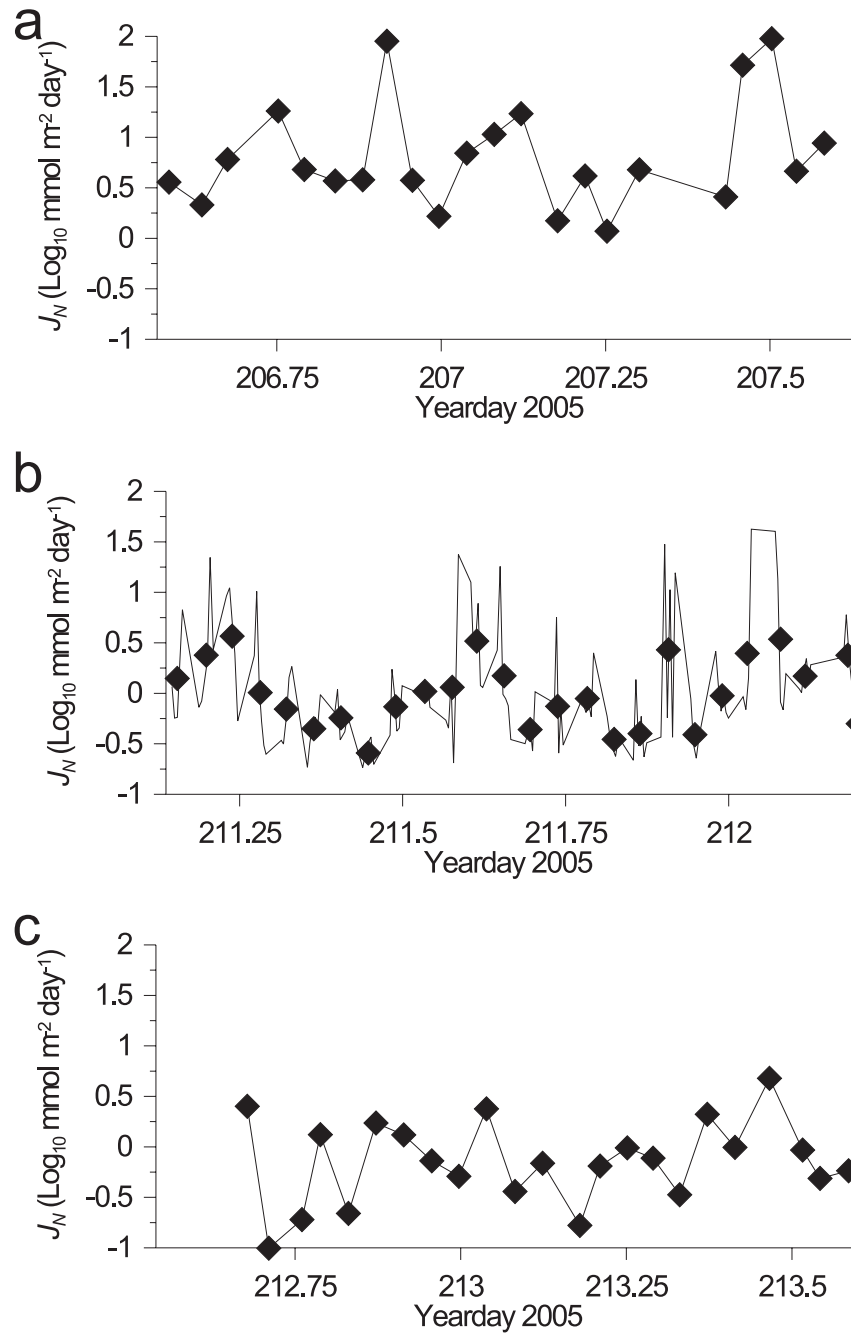 a
2
1.5
1
0.5
0
-0.5
-1
J_N (Log₁₀ mmol m⁻² day⁻¹)
206.75 207 207.25 207.5
Yearday 2005
b
2
1.5
1
0.5
0
-0.5
-1
J_N (Log₁₀ mmol m⁻² day⁻¹)
211.25 211.5 211.75 212
Yearday 2005
c
2
1.5
1
0.5
0
-0.5
-1
J_N (Log₁₀ mmol m⁻² day⁻¹)
212.75 213 213.25 213.5
Yearday 2005